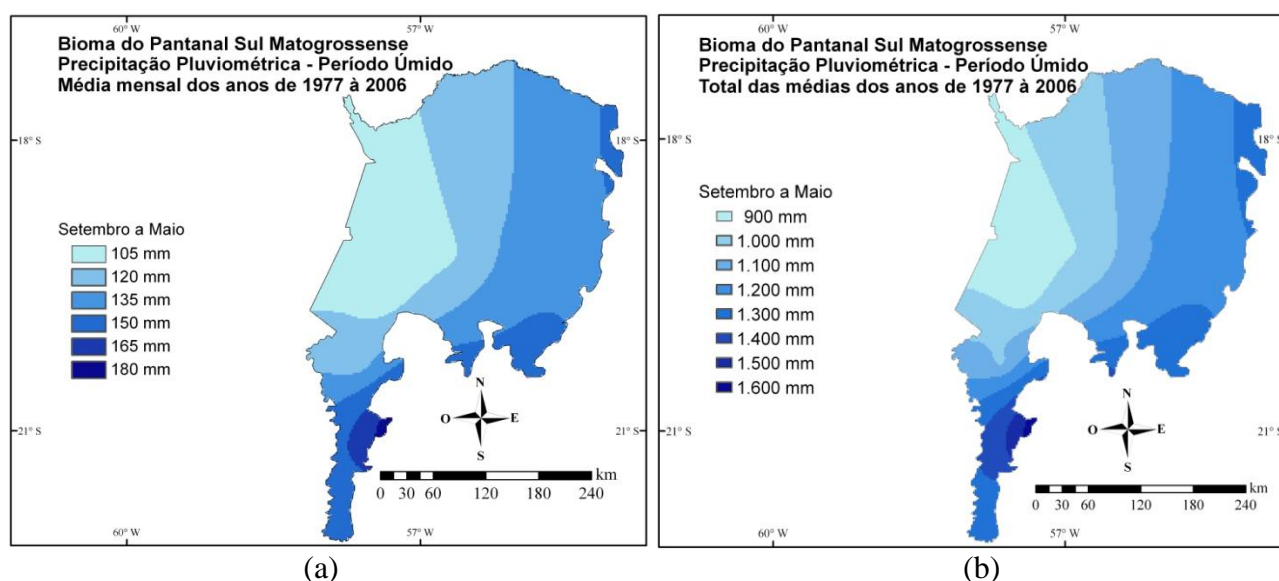 60° W
57° W
Bioma do Pantanal Sul Matogrossense
Precipitação Pluviométrica - Período Úmido
Média mensal dos anos de 1977 à 2006
18° S
18° S
Setembro a Maio
105 mm
120 mm
135 mm
150 mm
165 mm
180 mm
N
O
E
S
21° S
21° S
km
0 30 60 120 180 240
60° W
57° W
(a)
60° W
57° W
Bioma do Pantanal Sul Matogrossense
Precipitação Pluviométrica - Período Úmido
Total das médias dos anos de 1977 à 2006
18° S
18° S
Setembro a Maio
900 mm
1.000 mm
1.100 mm
1.200 mm
1.300 mm
1.400 mm
1.500 mm
1.600 mm
N
O
E
S
21° S
21° S
km
0 30 60 120 180 240
60° W
57° W
(b)